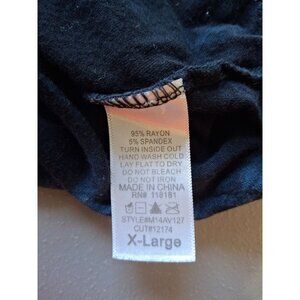 95% RAYON
5% SPANDEX
TURN INSIDE OUT
HAND WASH COLD
LAY FLAT TO DRY
DO NOT BLEACH
DO NOT IRON
MADE IN CHINA
RN# 118181
STYLE#M14AV127
CUT#12174
X-Large